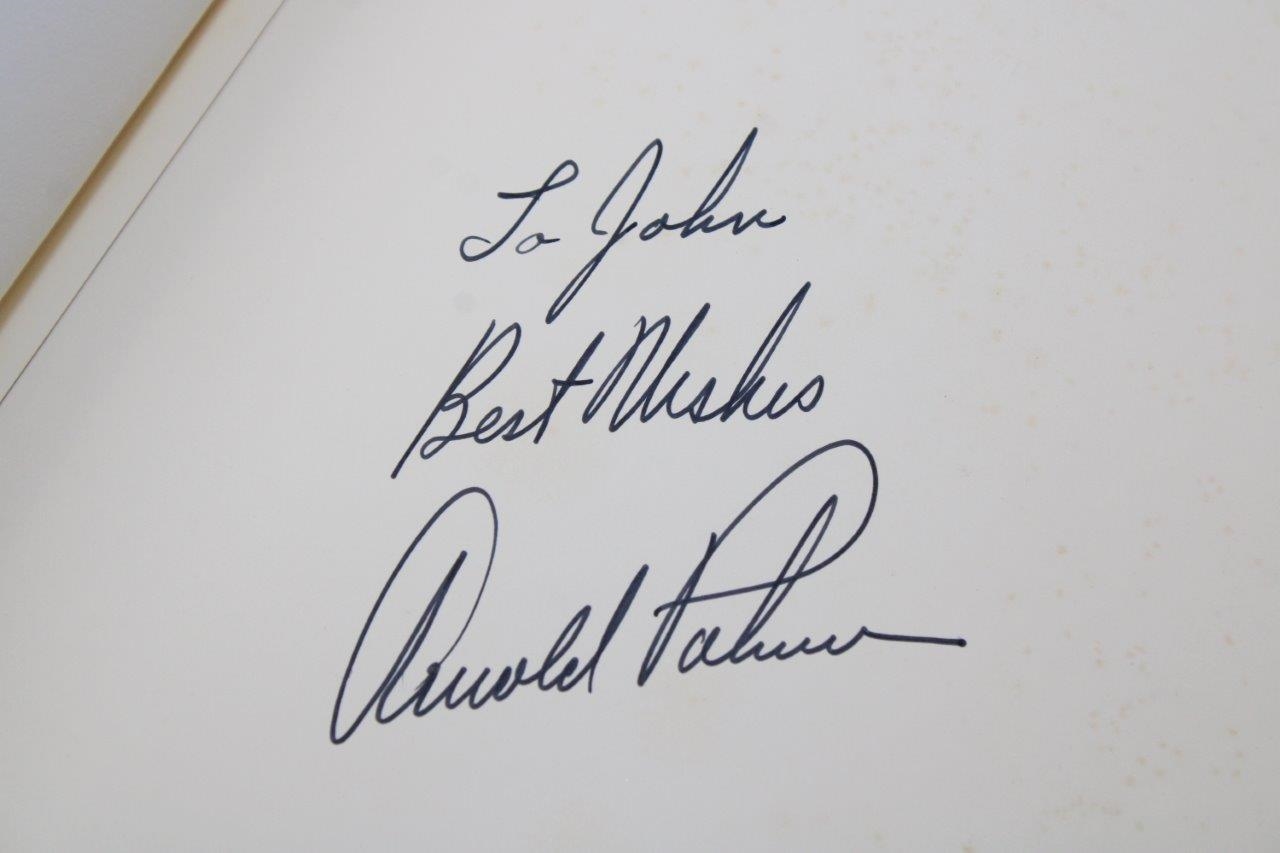 To John
Best Wishes
Arnold Palmer